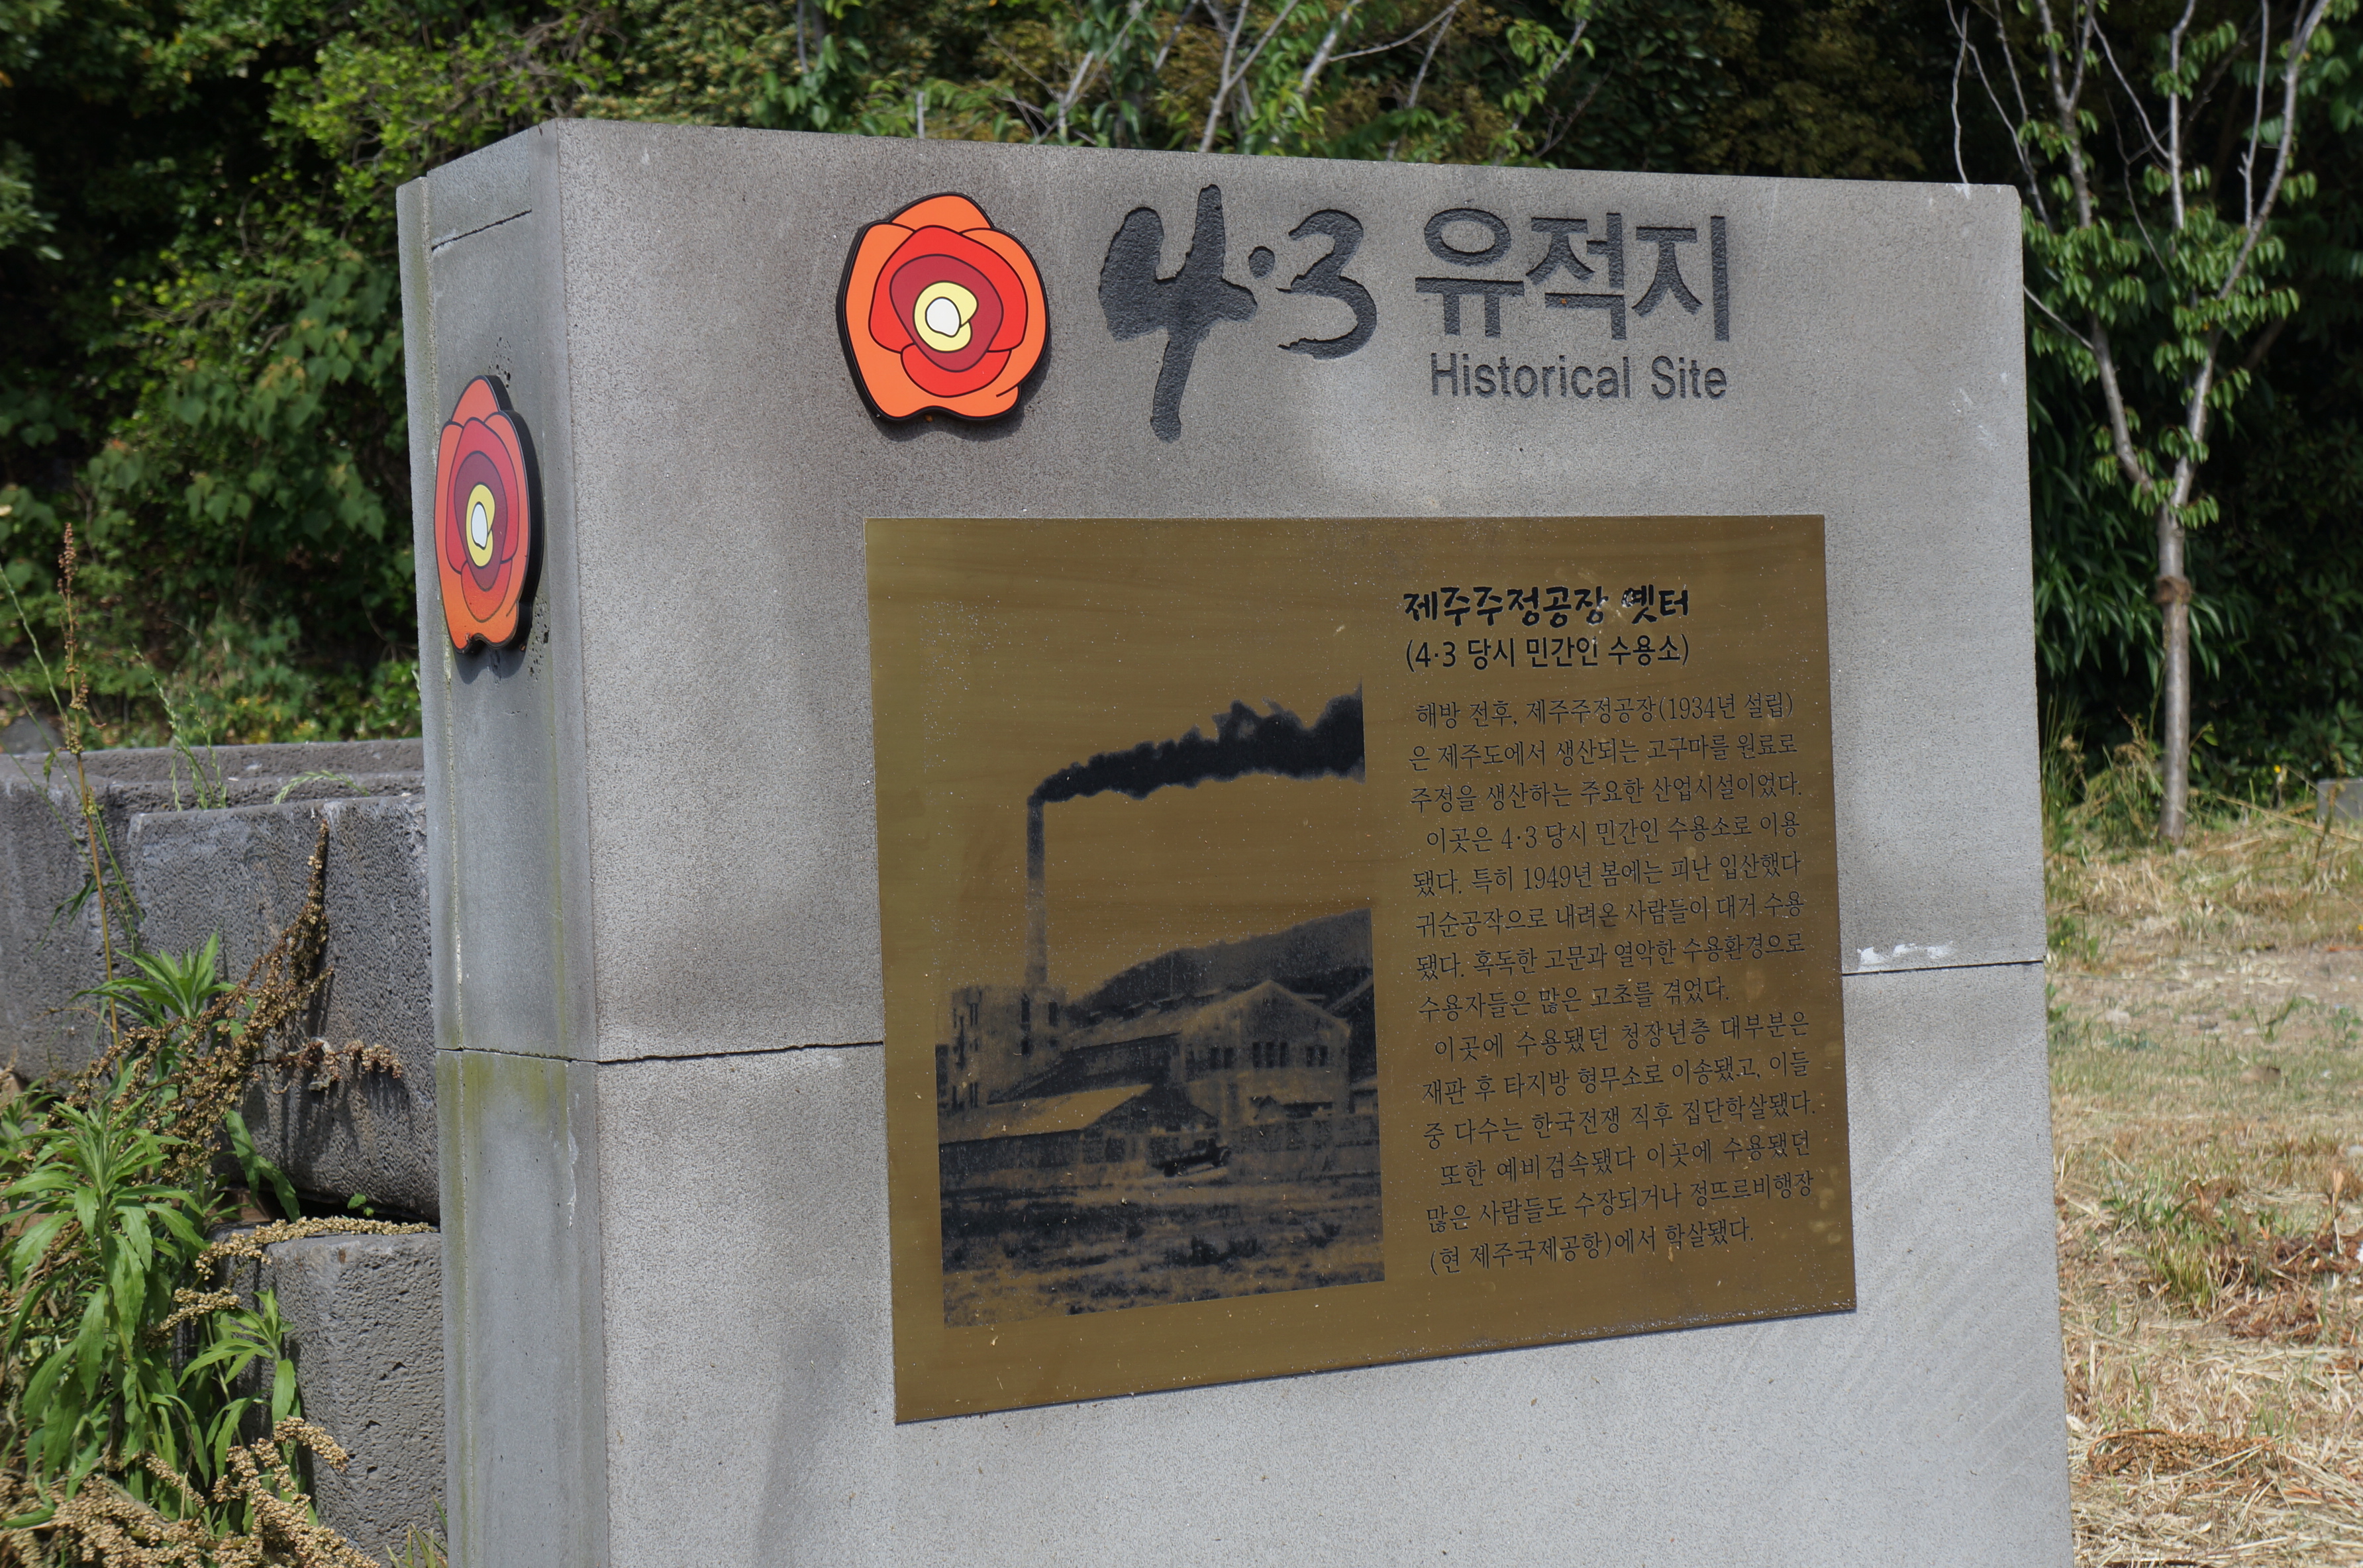 4·3 유적지
Historical Site
제주주정공장 옛터
(4·3 당시 민간인 수용소)
해방 전후, 제주주정공장(1934년 설립)
은 제주도에서 생산되는 고구마를 원료로
주정을 생산하는 주요한 산업시설이었다.
이곳은 4·3 당시 민간인 수용소로 이용
됐다. 특히 1949년 봄에는 피난 입산했다
귀순공작으로 내려온 사람들이 대거 수용
됐다. 혹독한 고문과 열악한 수용환경으로
수용자들은 많은 고초를 겪었다.
이곳에 수용됐던 청장년층 대부분은
재판 후 타지방 형무소로 이송됐고, 이들
중 다수는 한국전쟁 직후 집단학살됐다.
또한 예비검속됐다 이곳에 수용됐던
많은 사람들도 수장되거나 정뜨르비행장
(현 제주국제공항)에서 학살됐다.